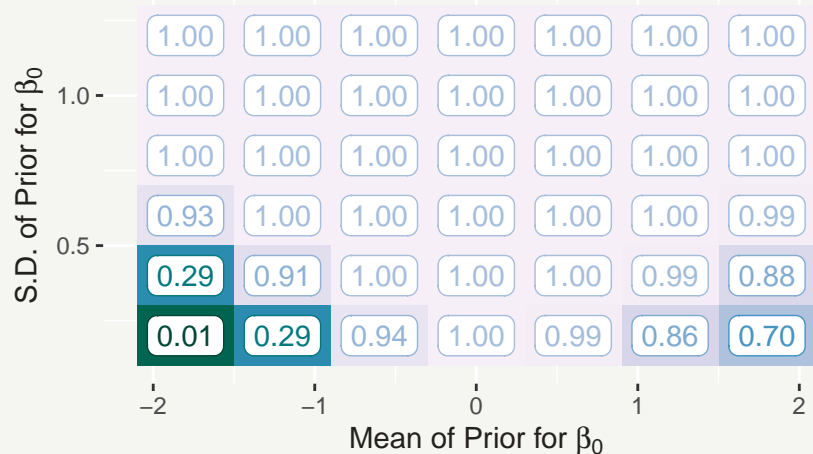 1.00 1.00 1.00 1.00 1.00 1.00 1.00
1.0 1.00 1.00 1.00 1.00 1.00 1.00 1.00
1.00 1.00 1.00 1.00 1.00 1.00 1.00
0.93 1.00 1.00 1.00 1.00 1.00 0.99
0.5
0.29 0.91 1.00 1.00 1.00 0.99 0.88
0.01 0.29 0.94 1.00 0.99 0.86 0.70
S.D. of Prior for β₀
−2 −1 0 1 2
Mean of Prior for β₀